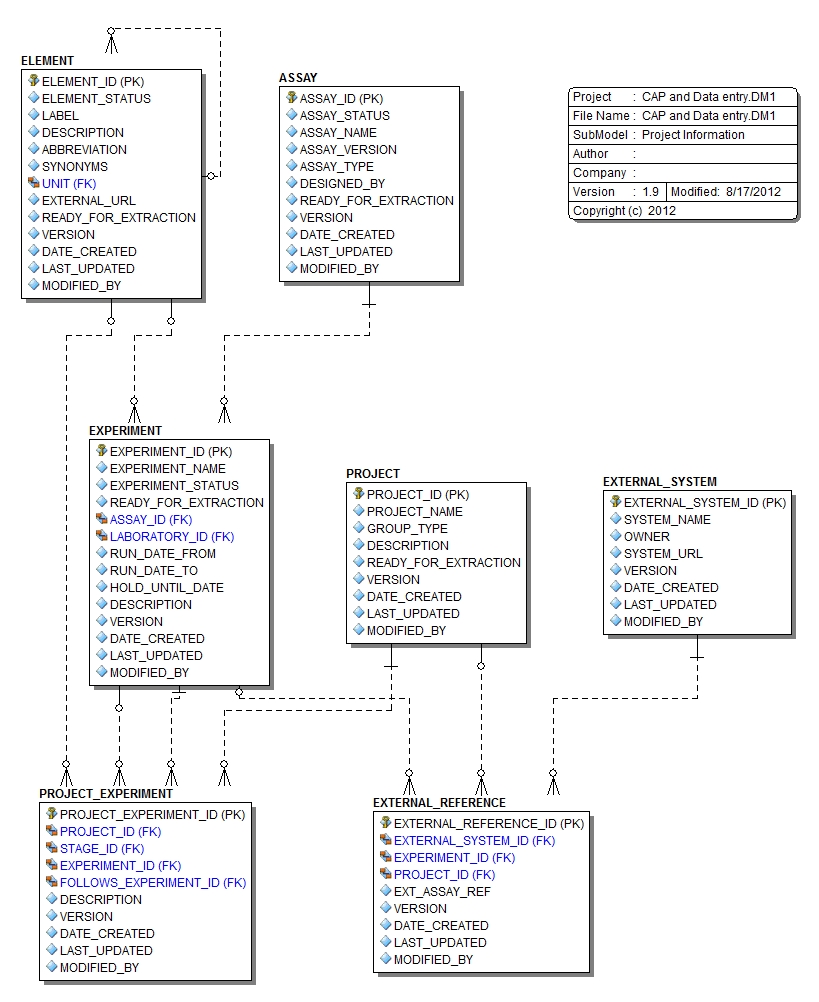 ELEMENT
ELEMENT_ID (PK)
ELEMENT_STATUS
LABEL
DESCRIPTION
ABBREVIATION
SYNONYMS
UNIT (FK)
EXTERNAL_URL
READY_FOR_EXTRACTION
VERSION
DATE_CREATED
LAST_UPDATED
MODIFIED_BY
ASSAY
ASSAY_ID (PK)
ASSAY_STATUS
ASSAY_NAME
ASSAY_VERSION
ASSAY_TYPE
DESIGNED_BY
READY_FOR_EXTRACTION
VERSION
DATE_CREATED
LAST_UPDATED
MODIFIED_BY
Project : CAP and Data entry.DM1
File Name : CAP and Data entry.DM1
SubModel : Project Information
Author :
Company :
Version : 1.9 Modified: 8/17/2012
Copyright (c) 2012
EXPERIMENT
EXPERIMENT_ID (PK)
EXPERIMENT_NAME
EXPERIMENT_STATUS
READY_FOR_EXTRACTION
ASSAY_ID (FK)
LABORATORY_ID (FK)
RUN_DATE_FROM
RUN_DATE_TO
HOLD_UNTIL_DATE
DESCRIPTION
VERSION
DATE_CREATED
LAST_UPDATED
MODIFIED_BY
PROJECT
PROJECT_ID (PK)
PROJECT_NAME
GROUP_TYPE
DESCRIPTION
READY_FOR_EXTRACTION
VERSION
DATE_CREATED
LAST_UPDATED
MODIFIED_BY
EXTERNAL_SYSTEM
EXTERNAL_SYSTEM_ID (PK)
SYSTEM_NAME
OWNER
SYSTEM_URL
VERSION
DATE_CREATED
LAST_UPDATED
MODIFIED_BY
PROJECT_EXPERIMENT
PROJECT_EXPERIMENT_ID (PK)
PROJECT_ID (FK)
STAGE_ID (FK)
EXPERIMENT_ID (FK)
FOLLOWS_EXPERIMENT_ID (FK)
DESCRIPTION
VERSION
DATE_CREATED
LAST_UPDATED
MODIFIED_BY
EXTERNAL_REFERENCE
EXTERNAL_REFERENCE_ID (PK)
EXTERNAL_SYSTEM_ID (FK)
EXPERIMENT_ID (FK)
PROJECT_ID (FK)
EXT_ASSAY_REF
VERSION
DATE_CREATED
LAST_UPDATED
MODIFIED_BY